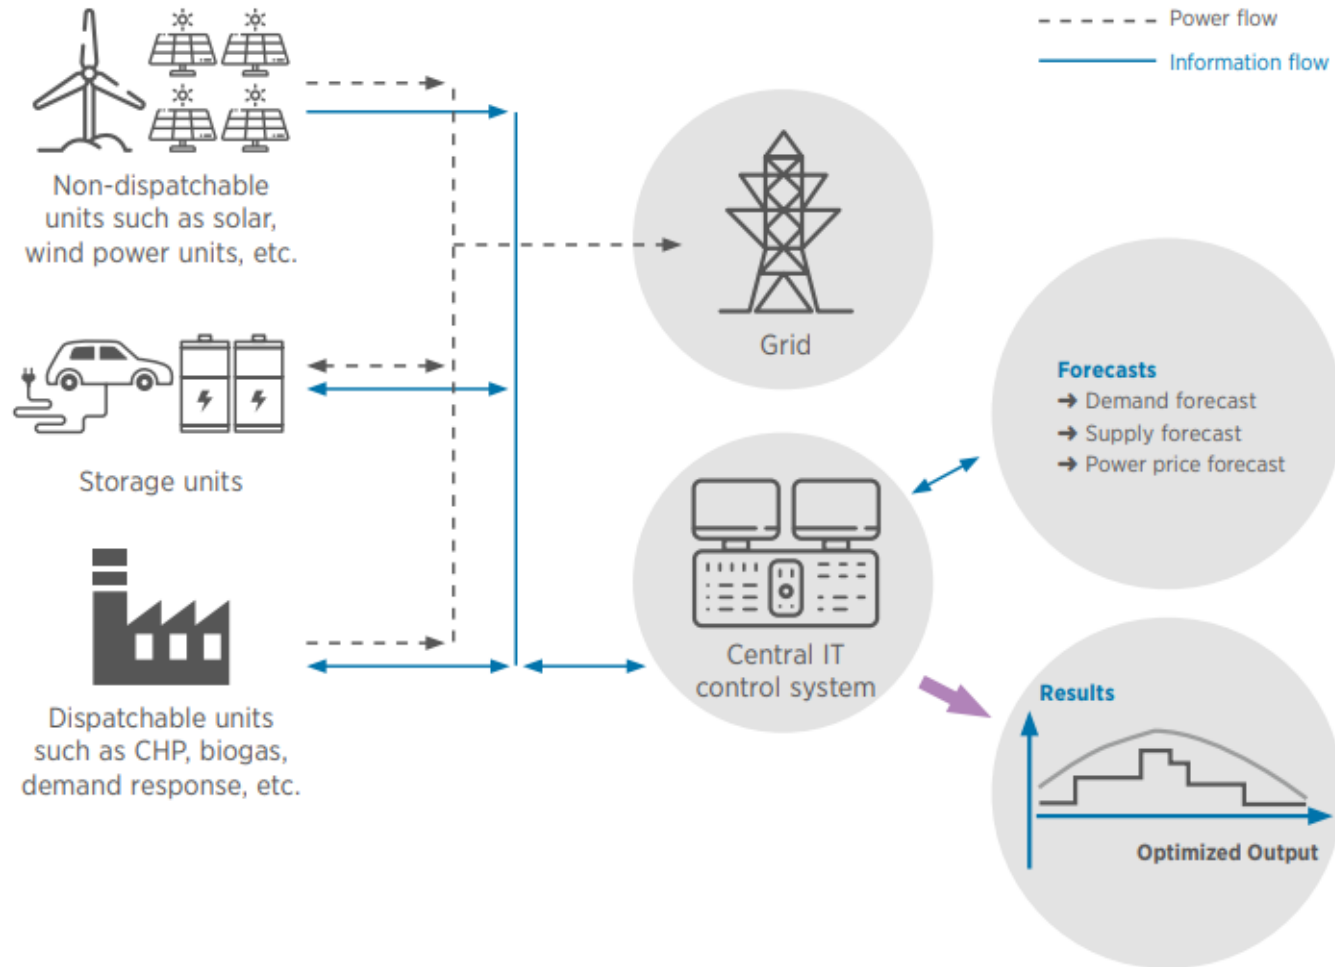 Power flow
Information flow
Non-dispatchable
units such as solar,
wind power units, etc.
Grid
Storage units
Forecasts
➔ Demand forecast
➔ Supply forecast
➔ Power price forecast
Central IT
control system
Dispatchable units
such as CHP, biogas,
demand response, etc.
Results
Optimized Output